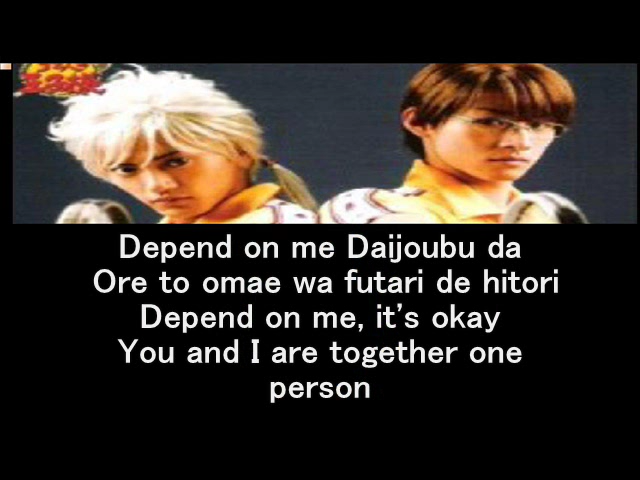 Depend on me Daijoubu da
Ore to omae wa futari de hitori
Depend on me, it's okay
You and I are together one
person